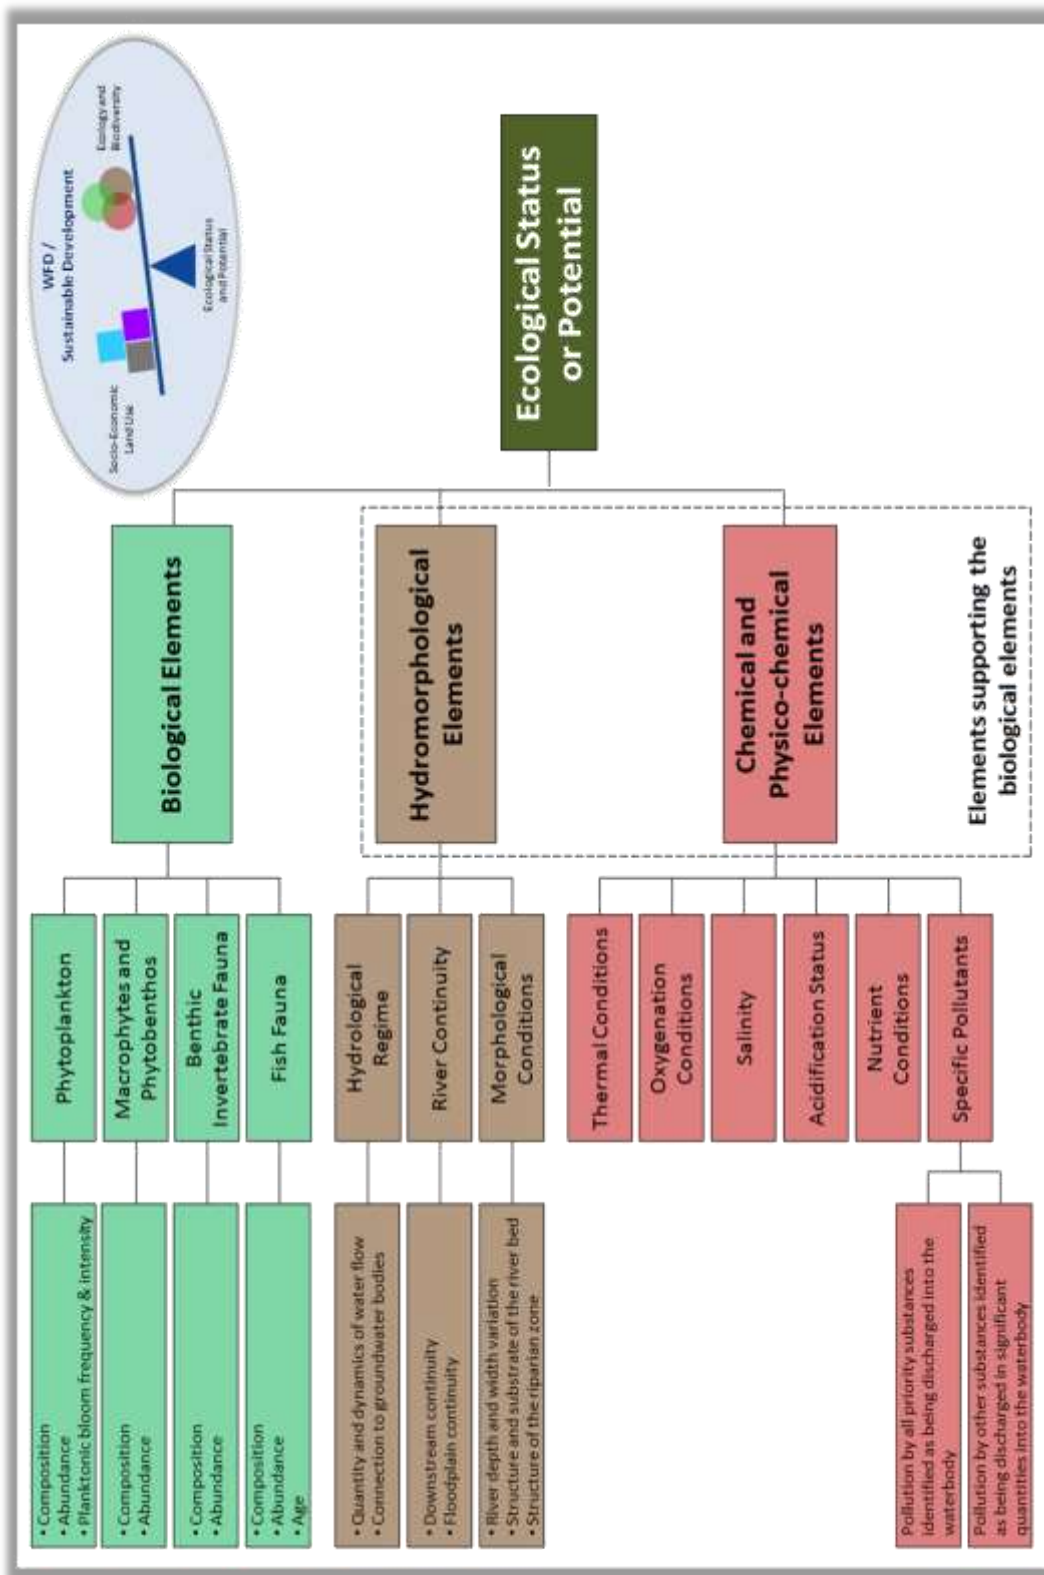 WFD /
Sustainable Development
Socio-Economic
Land Use
Ecology and
Biodiversity
Ecological Status
and Potential
Ecological Status
or Potential
Biological Elements
Hydromorphological
Elements
Chemical and
Physico-chemical
Elements
Elements supporting the
biological elements
Phytoplankton
Macrophytes and
Phytobenthos
Benthic
Invertebrate Fauna
Fish Fauna
Hydrological
Regime
River Continuity
Morphological
Conditions
Thermal Conditions
Oxygenation
Conditions
Salinity
Acidification Status
Nutrient
Conditions
Specific Pollutants
• Composition
• Abundance
• Planktonic bloom frequency & intensity
• Composition
• Abundance
• Composition
• Abundance
• Composition
• Abundance
• Age
• Quantity and dynamics of water flow
• Connection to groundwater bodies
• Downstream continuity
• Floodplain continuity
• River depth and width variation
• Structure and substrate of the river bed
• Structure of the riparian zone
Pollution by all priority substances
identified as being discharged into the
waterbody
Pollution by other substances identified
as being discharged in significant
quantities into the waterbody